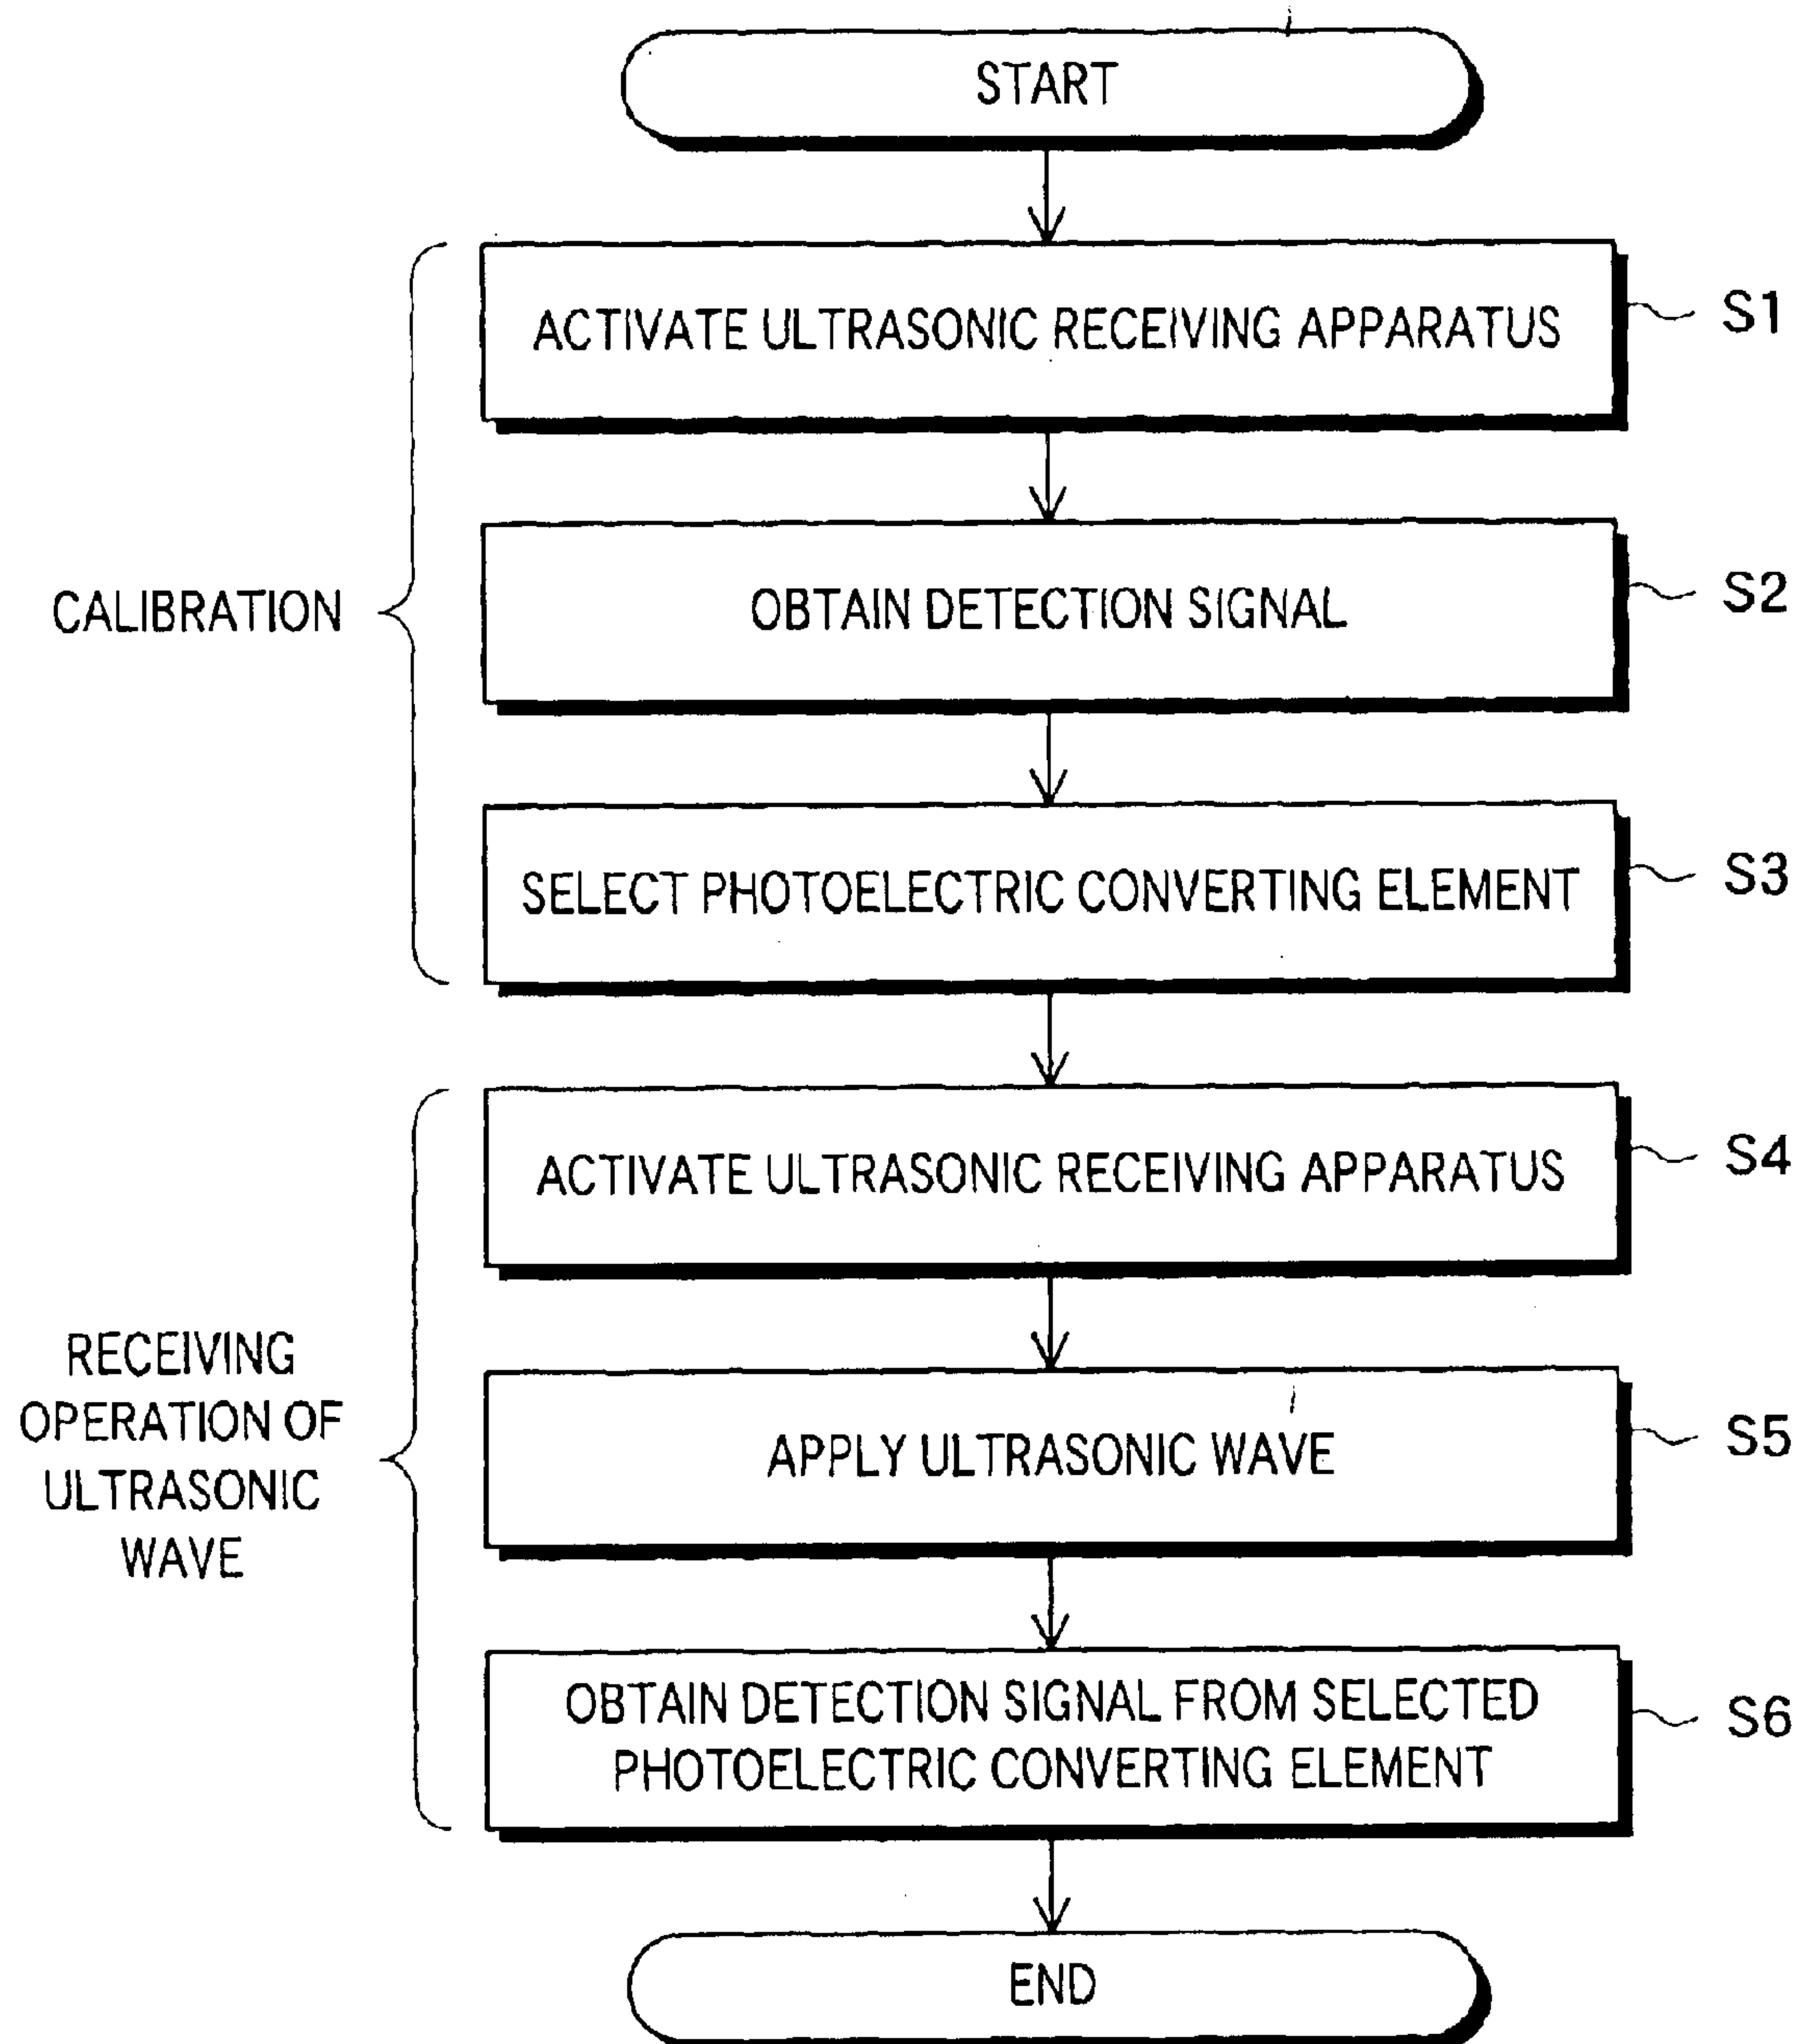 START
ACTIVATE ULTRASONIC RECEIVING APPARATUS
S1
CALIBRATION
OBTAIN DETECTION SIGNAL
S2
SELECT PHOTOELECTRIC CONVERTING ELEMENT
S3
ACTIVATE ULTRASONIC RECEIVING APPARATUS
S4
RECEIVING
OPERATION OF
ULTRASONIC
WAVE
APPLY ULTRASONIC WAVE
S5
OBTAIN DETECTION SIGNAL FROM SELECTED
PHOTOELECTRIC CONVERTING ELEMENT
S6
END